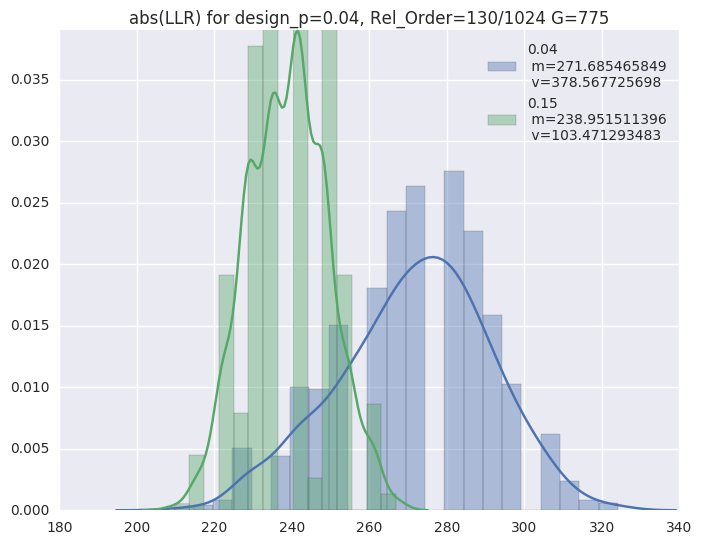 abs(LLR) for design_p=0.04, Rel_Order=130/1024 G=775
0.04
m=271.685465849
v=378.567725698
0.15
m=238.951511396
v=103.471293483
0.035
0.030
0.025
0.020
0.015
0.010
0.005
0.000
180 200 220 240 260 280 300 320 340